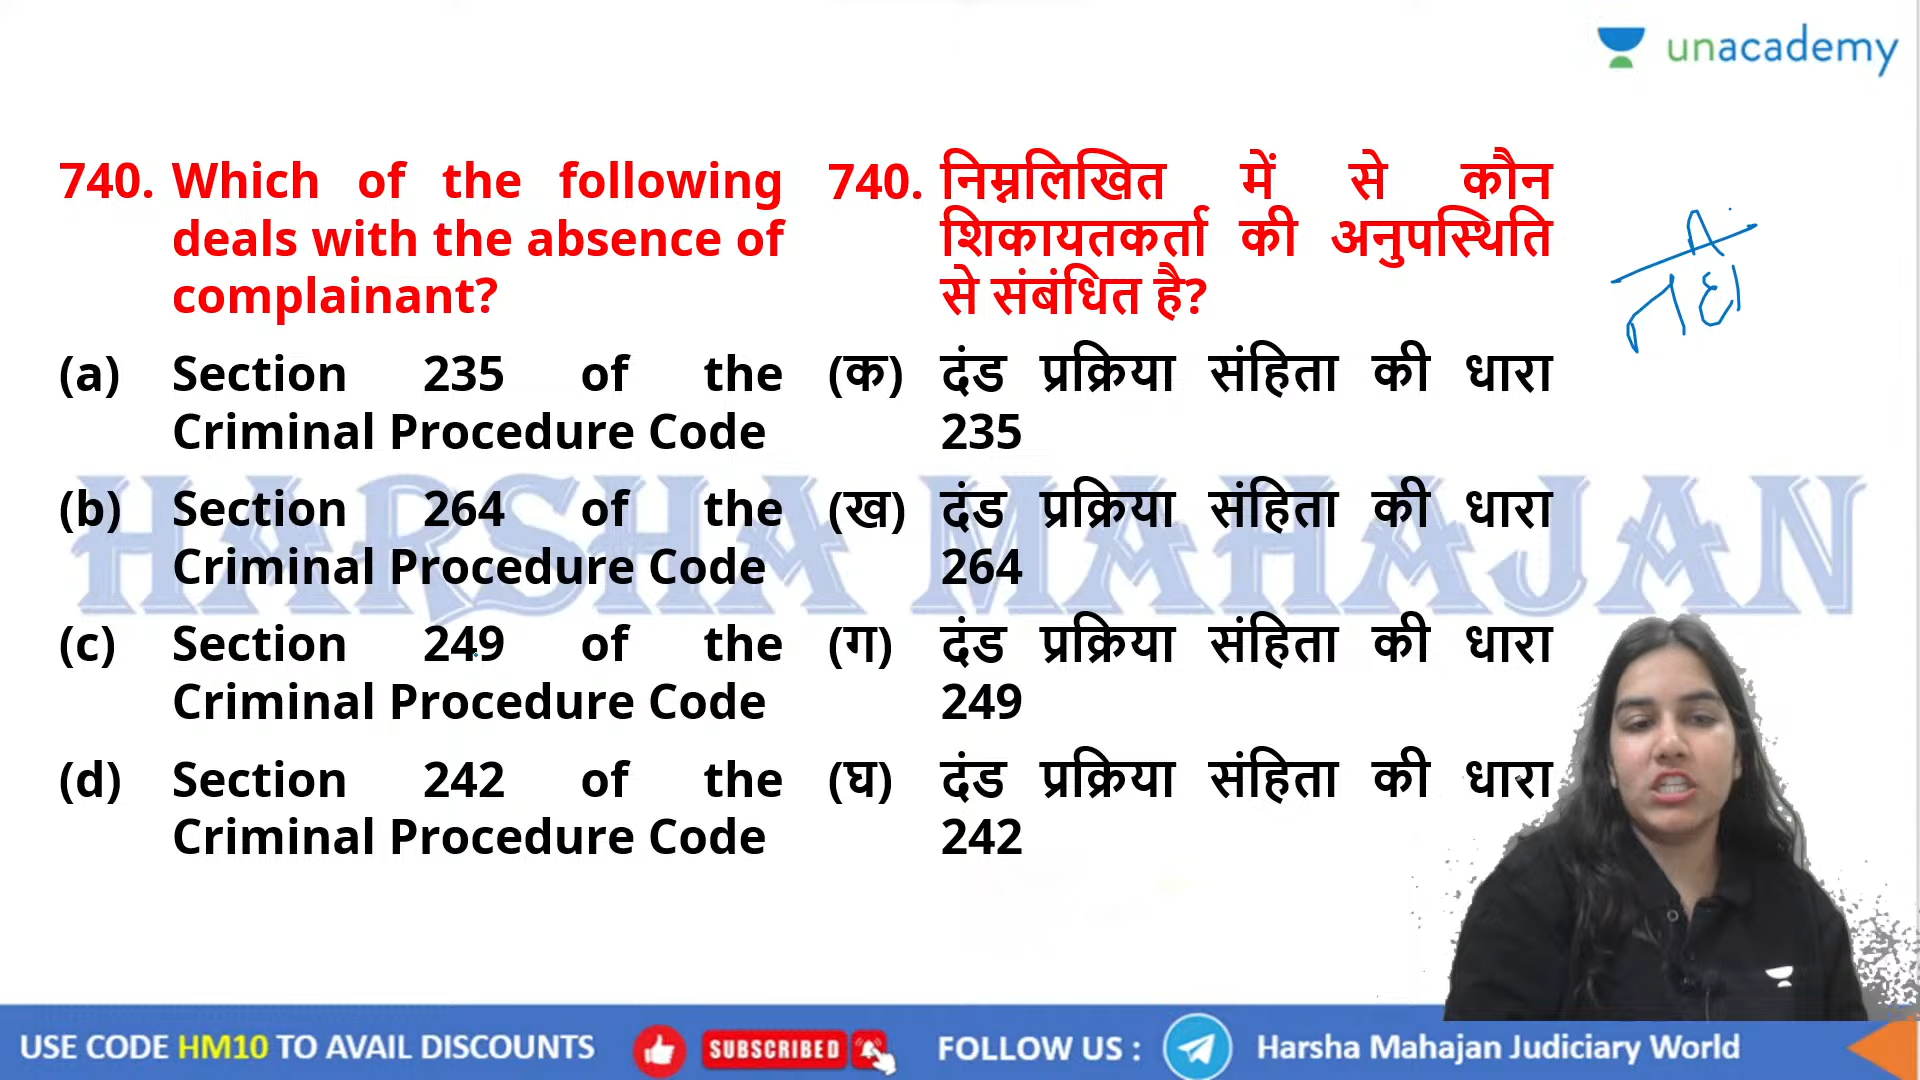 unacademy
740. Which of the following
deals with the absence of
complainant?
(a) Section 235 of the
Criminal Procedure Code
(b) Section 264 of the
Criminal Procedure Code
(c) Section 249 of the
Criminal Procedure Code
(d) Section 242 of the
Criminal Procedure Code
740. निम्नलिखित में से कौन
शिकायतकर्ता की अनुपस्थिति
से संबंधित है?
(क) दंड प्रक्रिया संहिता की धारा
235
(ख) दंड प्रक्रिया संहिता की धारा
264
(ग) दंड प्रक्रिया संहिता की धारा
249
(घ) दंड प्रक्रिया संहिता की धारा
242
HARSHA MAHAJAN
USE CODE HM10 TO AVAIL DISCOUNTS
SUBSCRIBED
FOLLOW US :
Harsha Mahajan Judiciary World